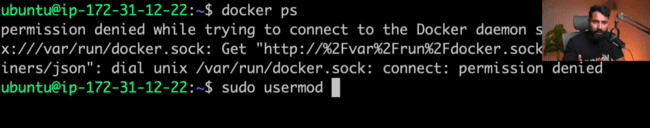 ubuntu@ip-172-31-12-22:~$ docker ps
permission denied while trying to connect to the Docker daemon s
x:///var/run/docker.sock: Get "http://%2Fvar%2Frun%2Fdocker.sock
iners/json": dial unix /var/run/docker.sock: connect: permission denied
ubuntu@ip-172-31-12-22:~$ sudo usermod